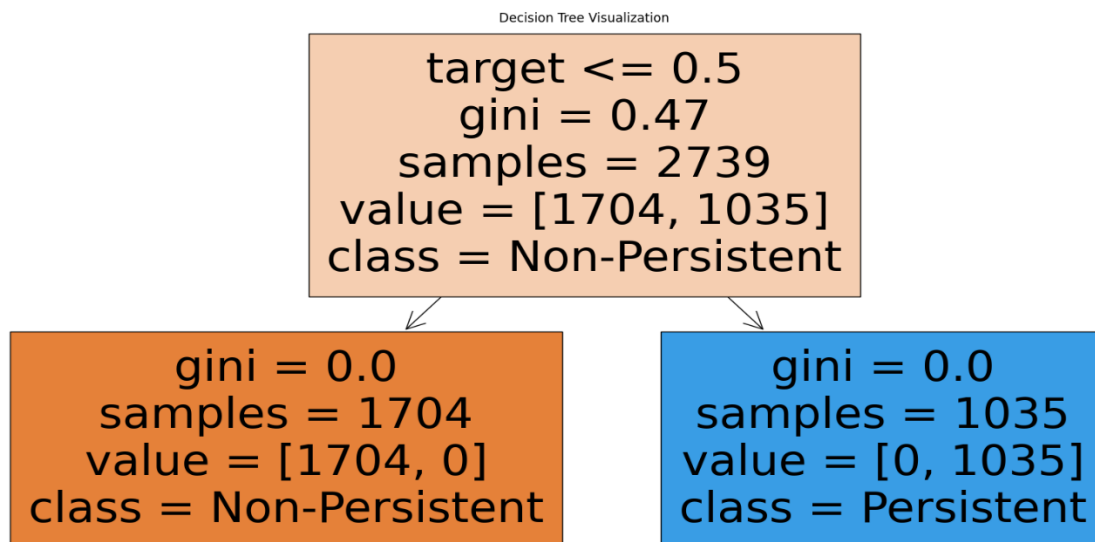 Decision Tree Visualization
target <= 0.5
gini = 0.47
samples = 2739
value = [1704, 1035]
class = Non-Persistent
gini = 0.0
samples = 1704
value = [1704, 0]
class = Non-Persistent
gini = 0.0
samples = 1035
value = [0, 1035]
class = Persistent